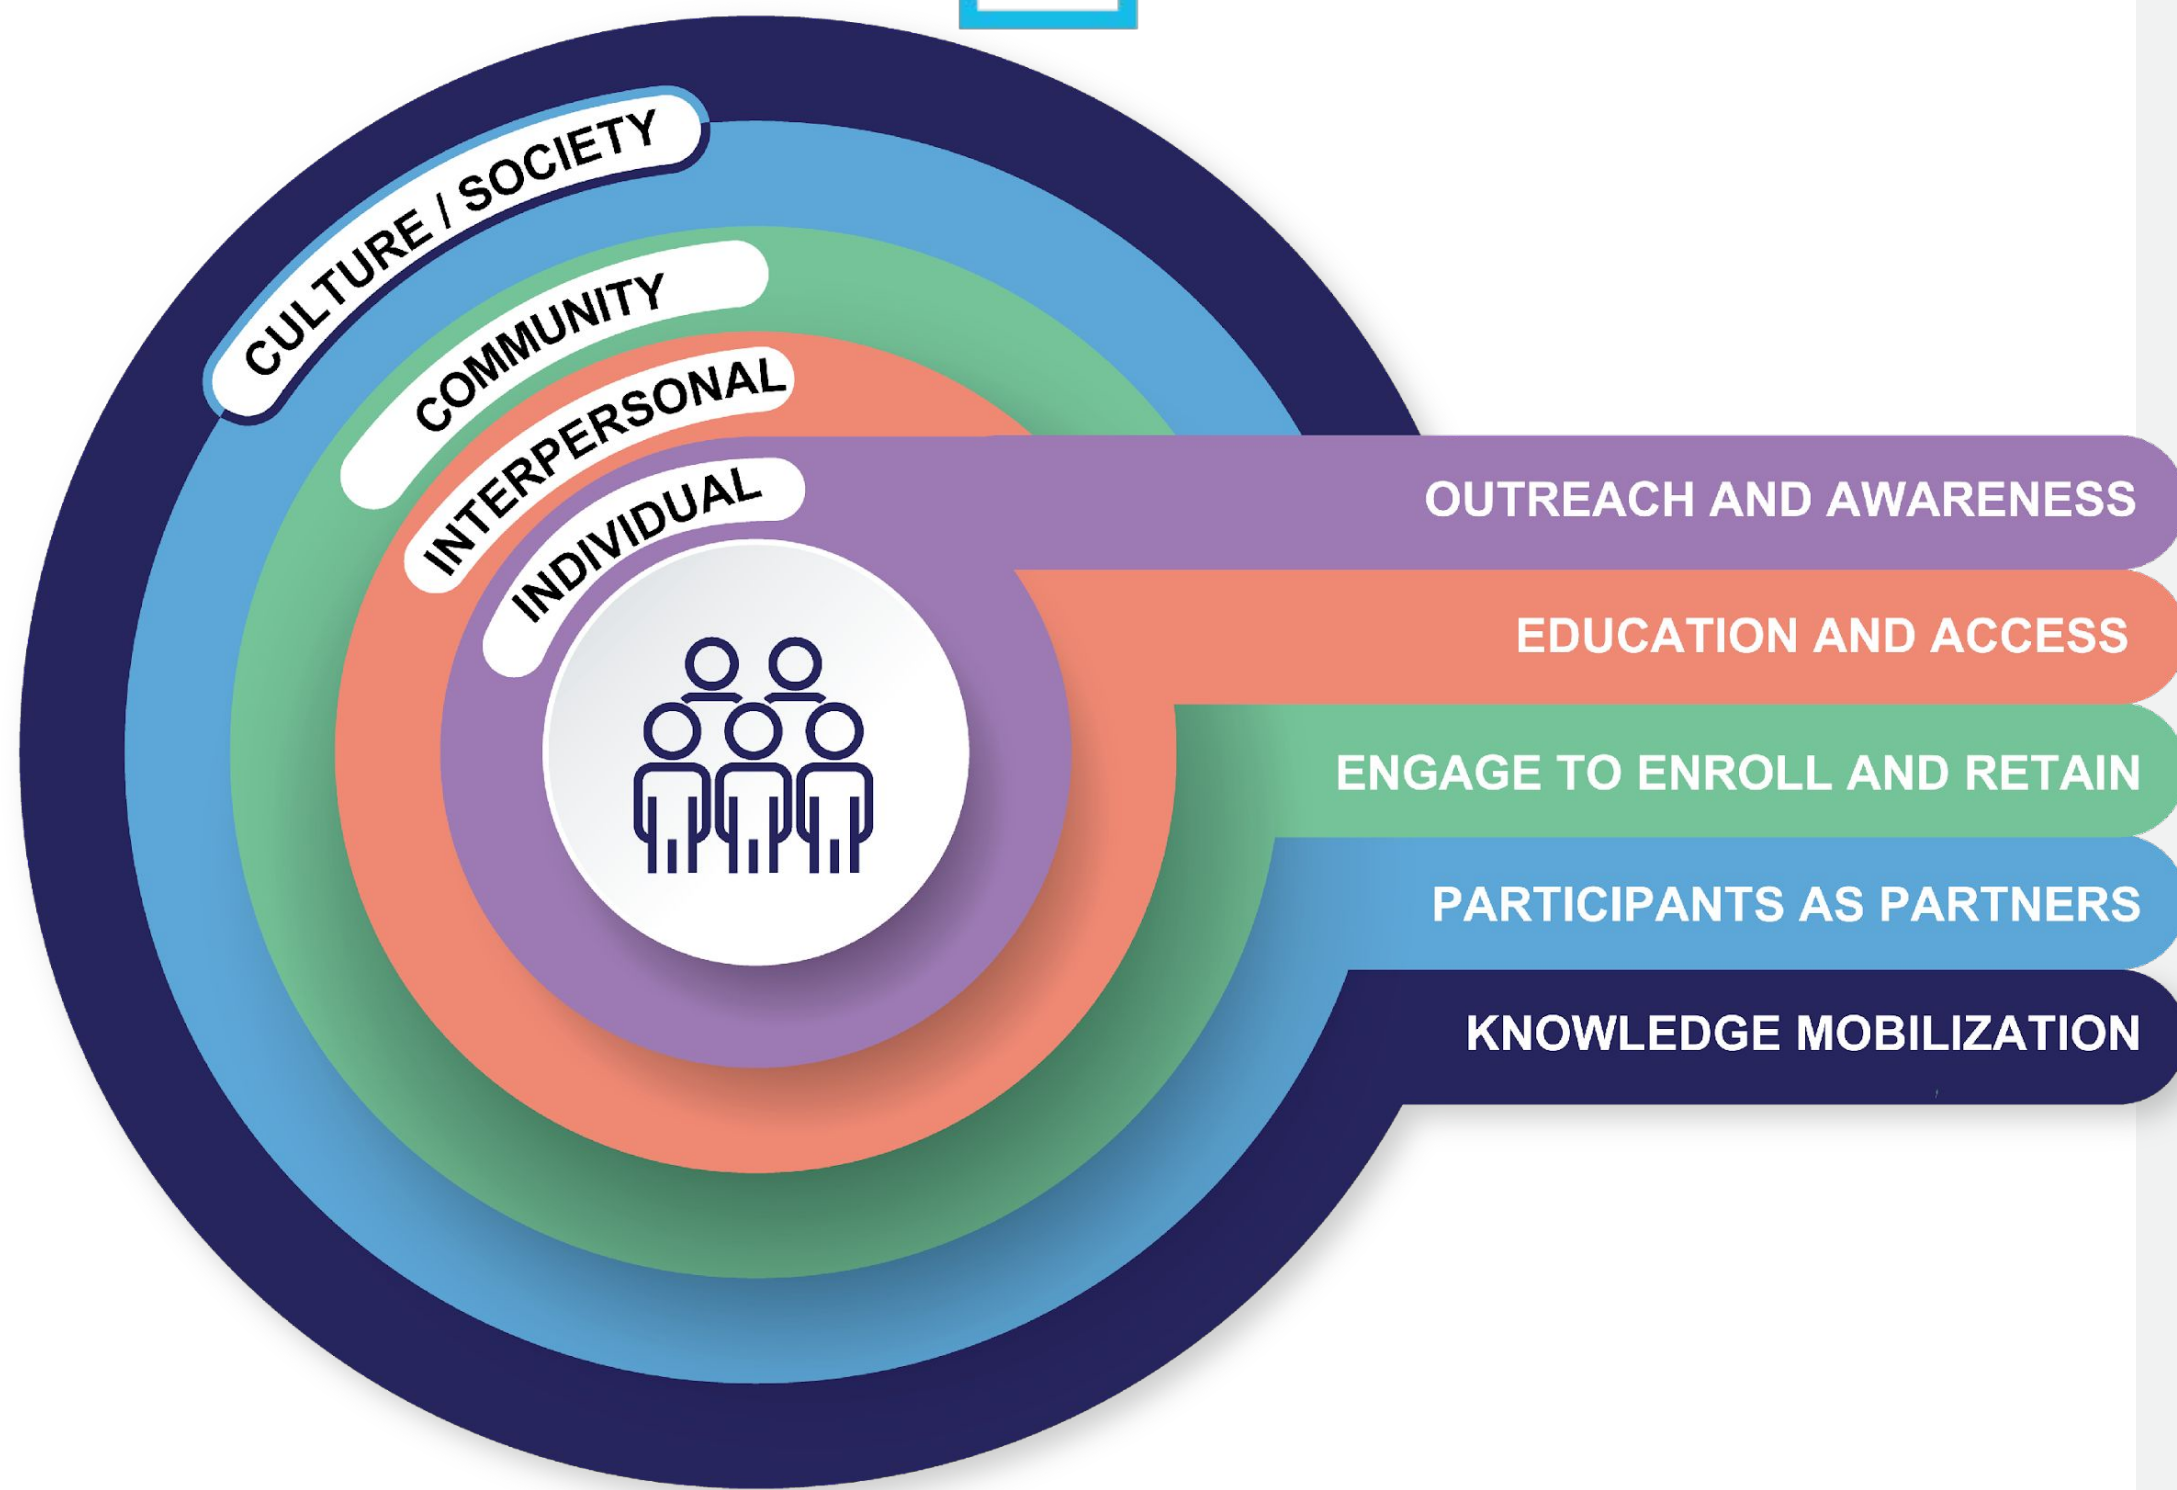 CULTURE / SOCIETY
COMMUNITY
INTERPERSONAL
INDIVIDUAL
OUTREACH AND AWARENESS
EDUCATION AND ACCESS
ENGAGE TO ENROLL AND RETAIN
PARTICIPANTS AS PARTNERS
KNOWLEDGE MOBILIZATION